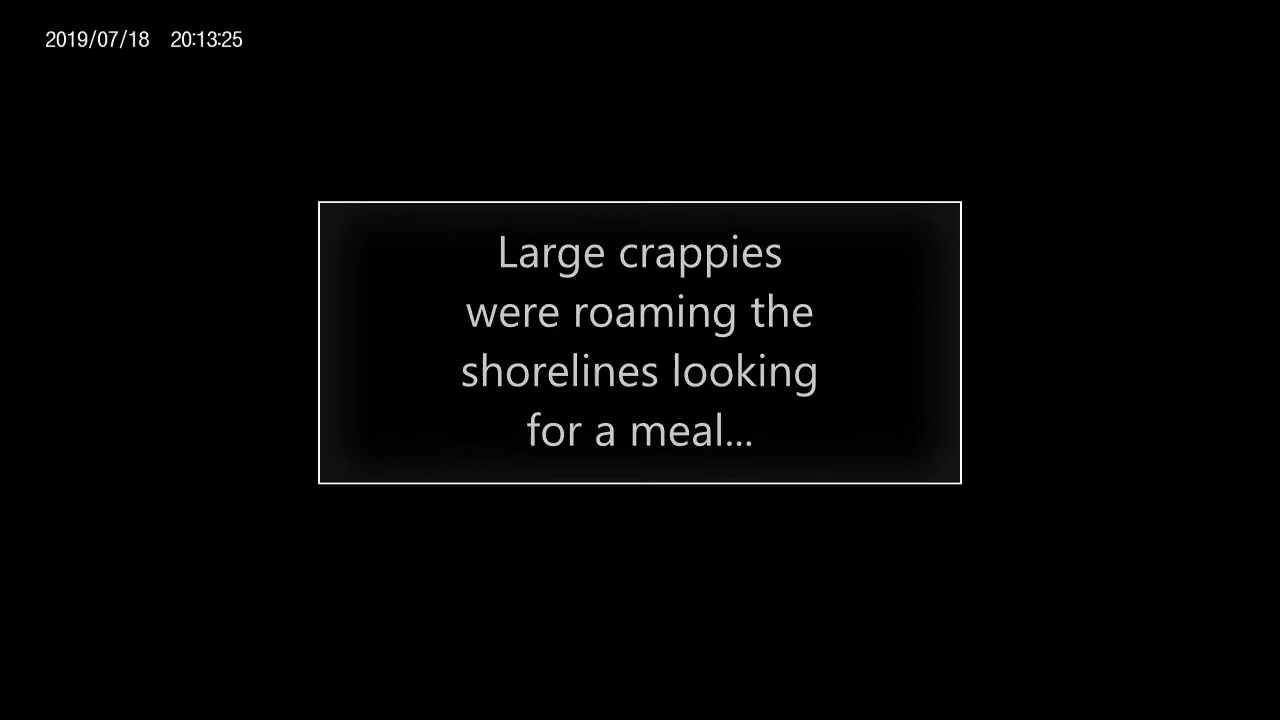 2019/07/18 20:13:25
Large crappies
were roaming the
shorelines looking
for a meal...